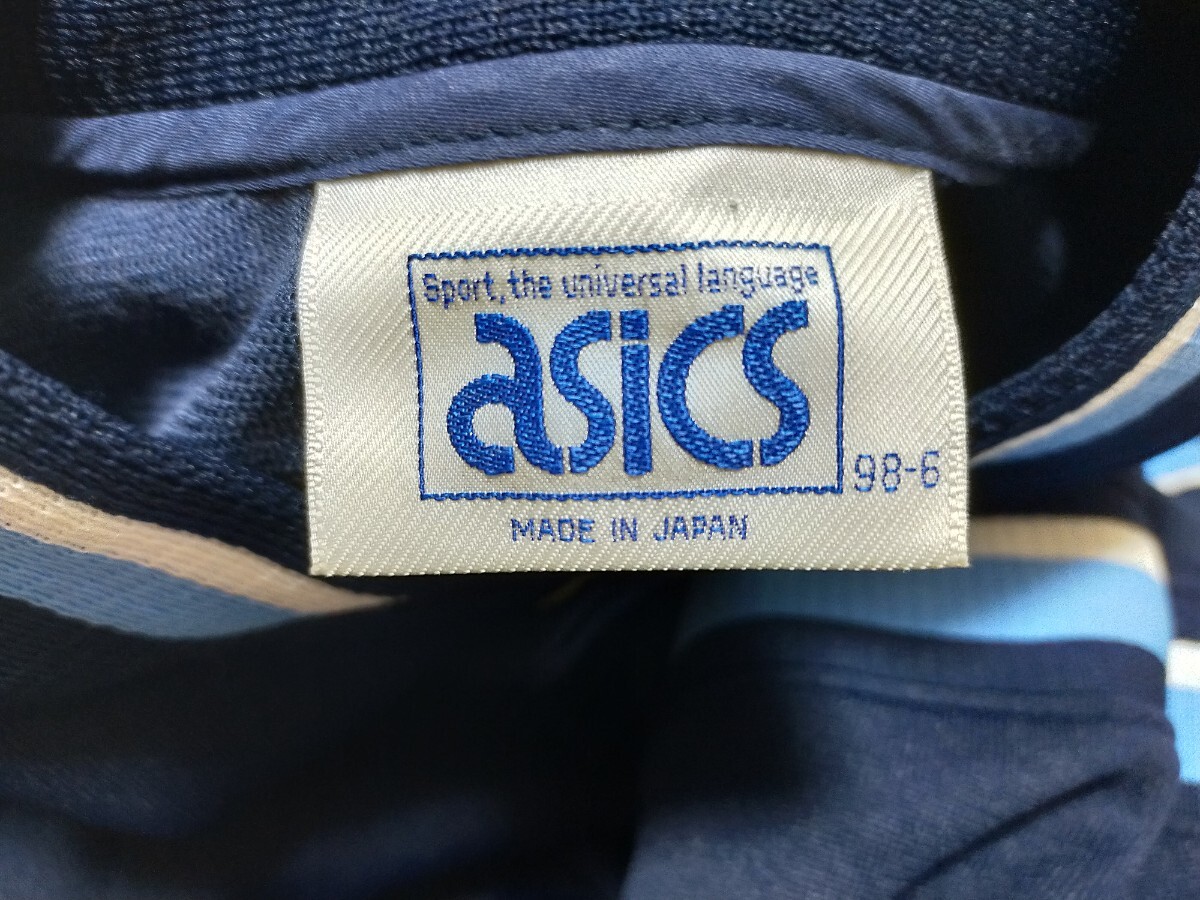 Sport, the universal language
asics
98-6
MADE IN JAPAN